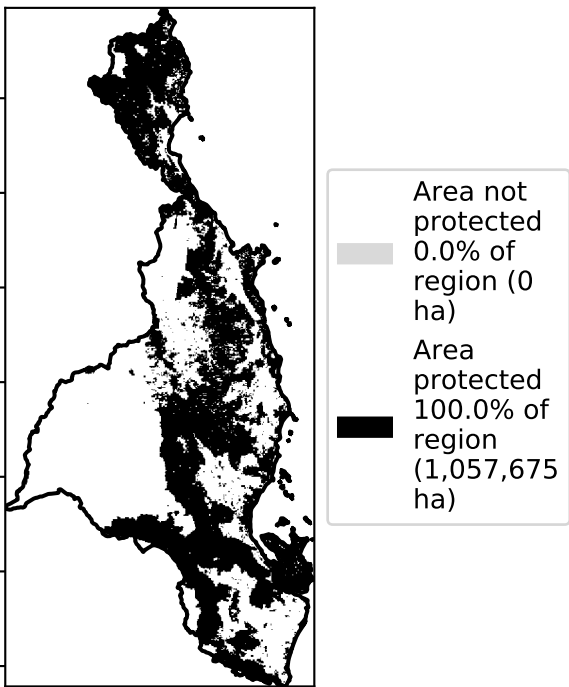 Area not
protected
0.0% of
region (0
ha)
Area
protected
100.0% of
region
(1,057,675
ha)